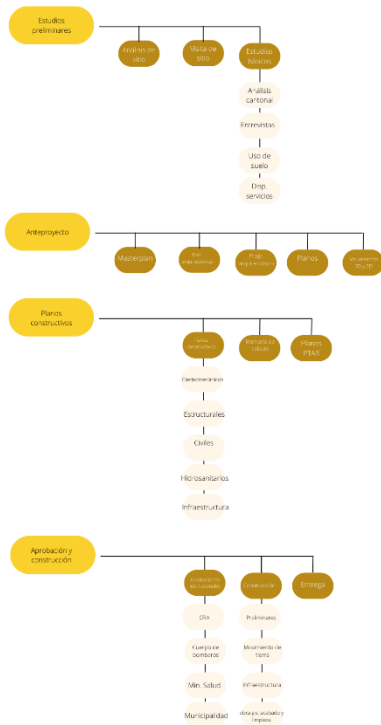 Estudios
preliminares
Análisis de
sitio
Visita de
sitio
Estudios
básicos
Análisis
cantonal
Entrevistas
Uso de
suelo
Disp.
servicios
Anteproyecto
Masterplan
Planos
Planos
constructivos
Memoria de
cálculo
Planos
PTAR
Electromecánicos
Estructurales
Civiles
Hidrosanitarios
Infraestructura
Aprobación y
construcción
Construcción
Entrega
Cuerpo de
bomberos
Min. Salud
Municipalidad
Preliminares
Movimiento de
tierra
Infraestructura